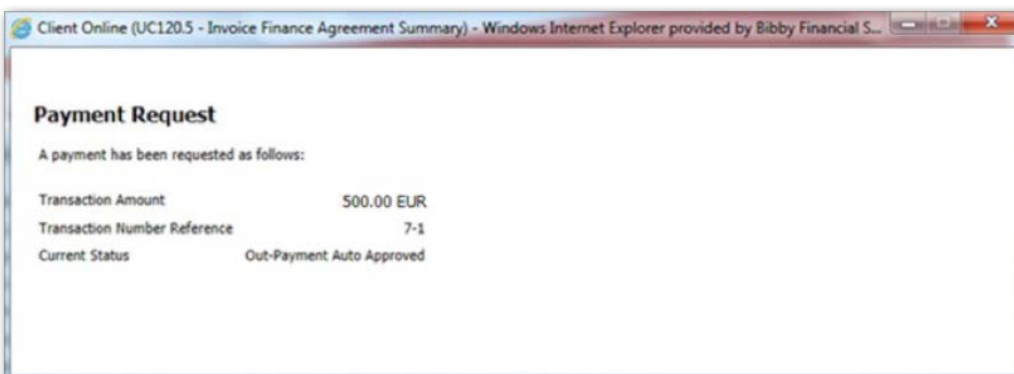 Client Online (UC120.5 - Invoice Finance Agreement Summary) - Windows Internet Explorer provided by Bibby Financial S...
Payment Request
A payment has been requested as follows:
Transaction Amount 500.00 EUR
Transaction Number Reference 7-1
Current Status Out-Payment Auto Approved